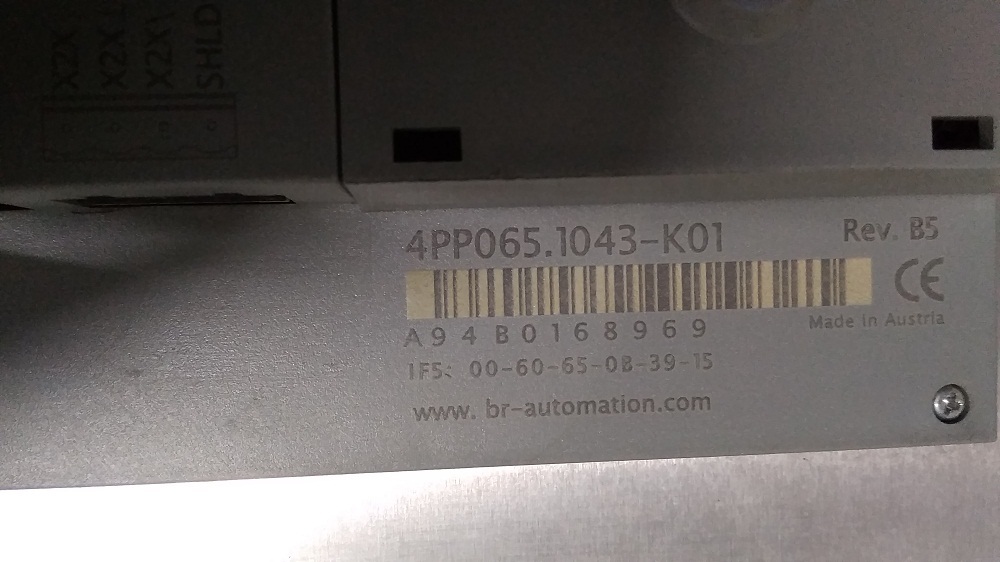 X2X
X2X⊥
X2X\
SHLD
4PP065.1043-K01
Rev. B5
CE
A94B0168969
Made in Austria
IF5: 00-60-65-0B-39-15
www.br-automation.com